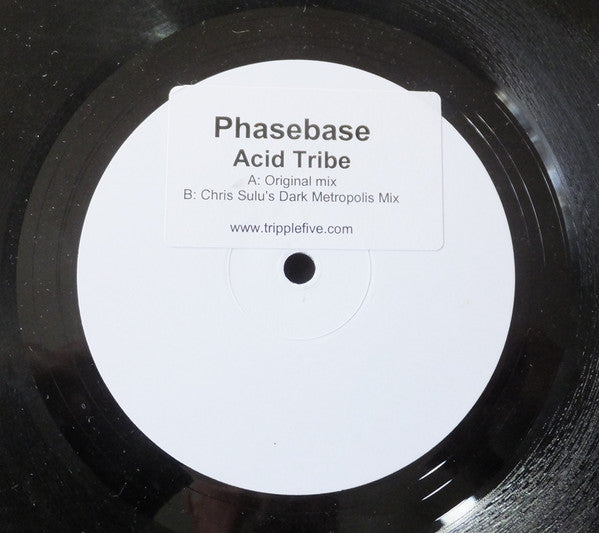 Phasebase
Acid Tribe
A: Original mix
B: Chris Sulu's Dark Metropolis Mix
www.tripplefive.com